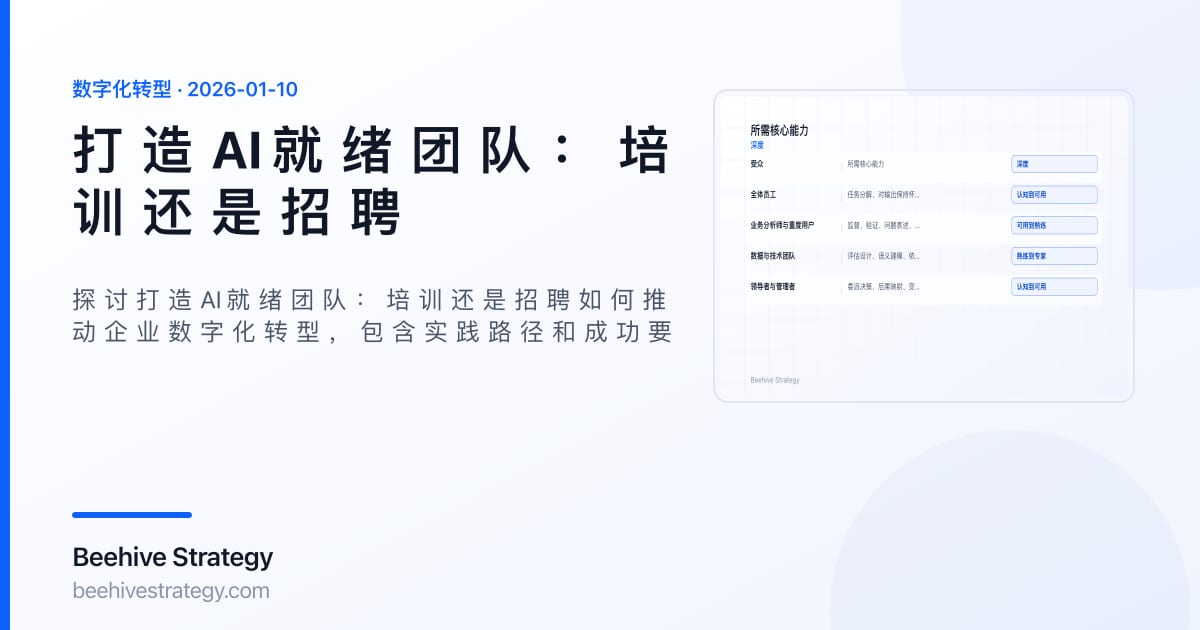 数字化转型 · 2026-01-10
打造AI就绪团队：培
训还是招聘
探讨打造AI就绪团队：培训还是招聘如何推
动企业数字化转型，包含实践路径和成功要
Beehive Strategy
beehivestrategy.com
所需核心能力
深度
受众 所需核心能力 深度
全体员工 任务分解、对输出保持怀... 认知到可用
业务分析师与重度用户 监督、验证、问题表述、... 可用到熟练
数据与技术团队 评估设计、语义建模、依... 熟练到专家
领导者与管理者 委派决策、后果映射、变... 认知到可用
Beehive Strategy